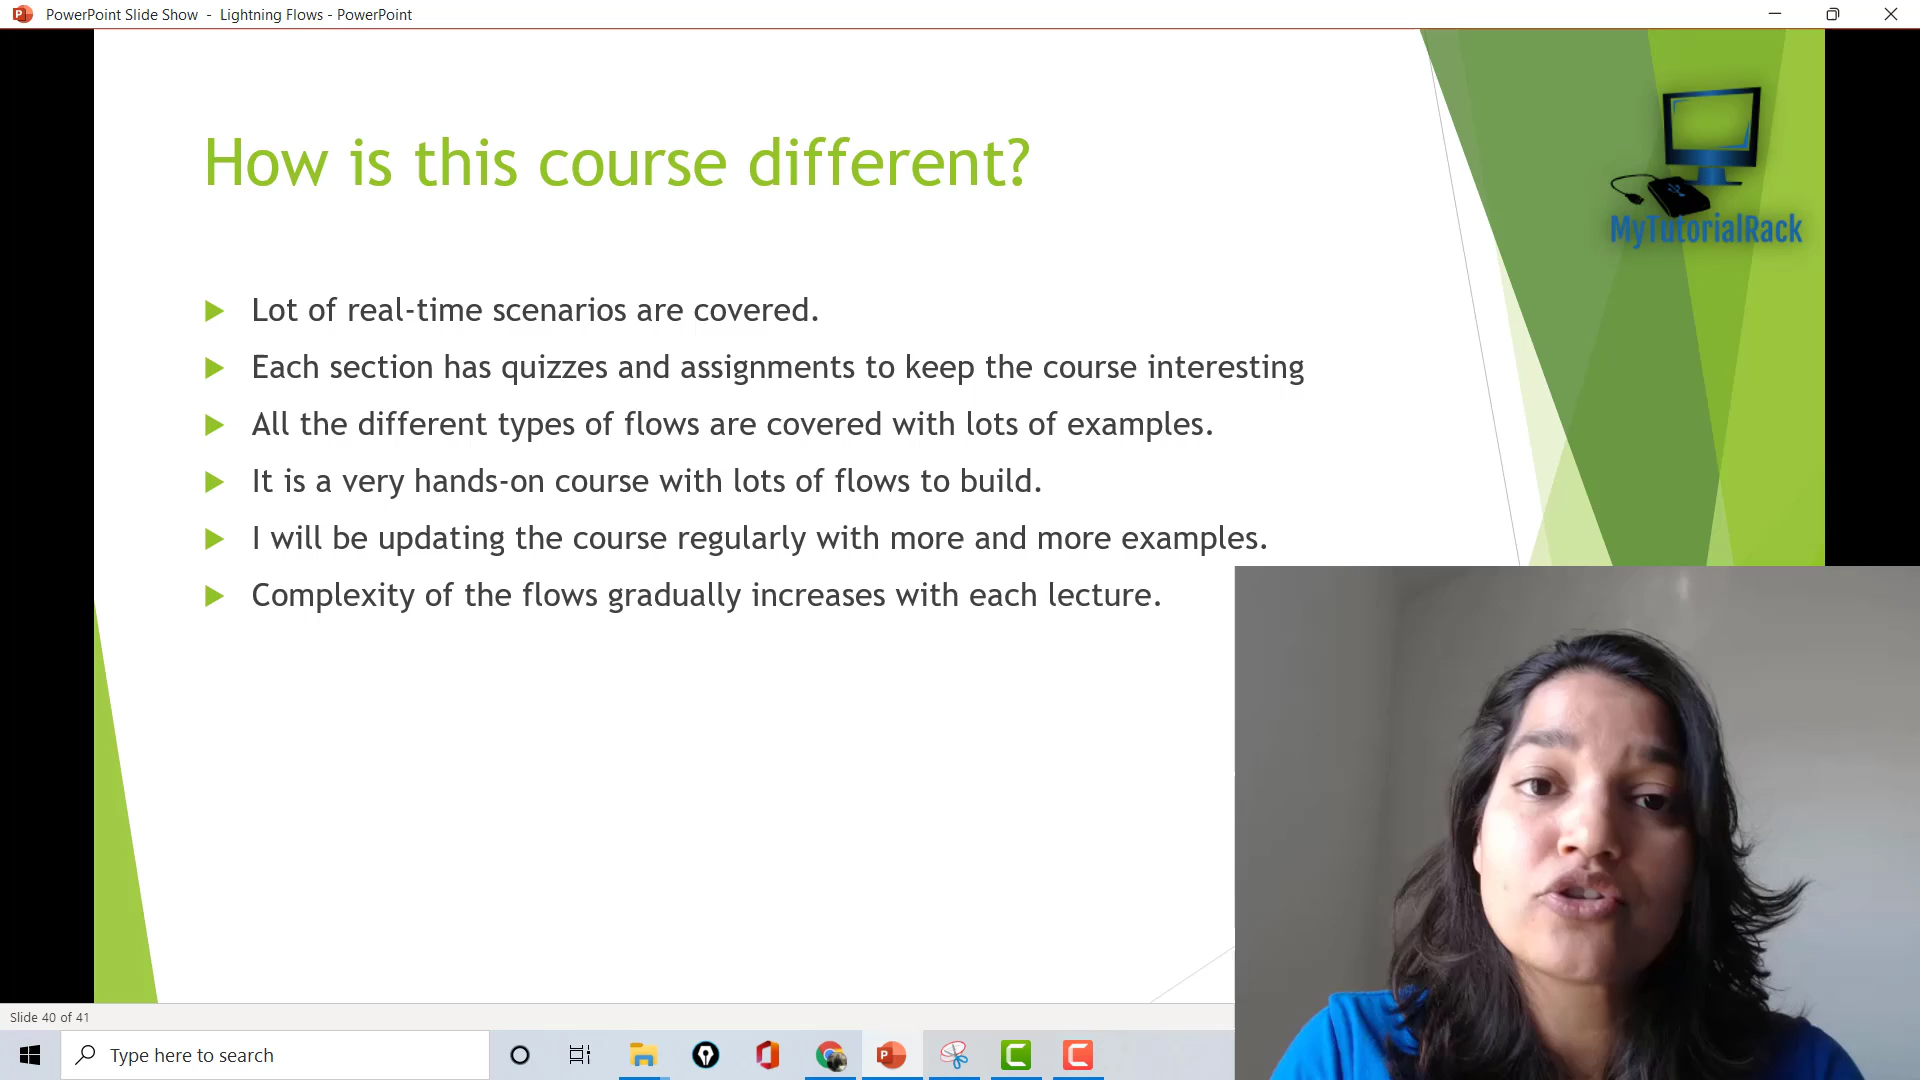 PowerPoint Slide Show - Lightning Flows - PowerPoint
MyTutorialRack
How is this course different?
Lot of real-time scenarios are covered.
Each section has quizzes and assignments to keep the course interesting
All the different types of flows are covered with lots of examples.
It is a very hands-on course with lots of flows to build.
I will be updating the course regularly with more and more examples.
Complexity of the flows gradually increases with each lecture.
Slide 40 of 41
Type here to search